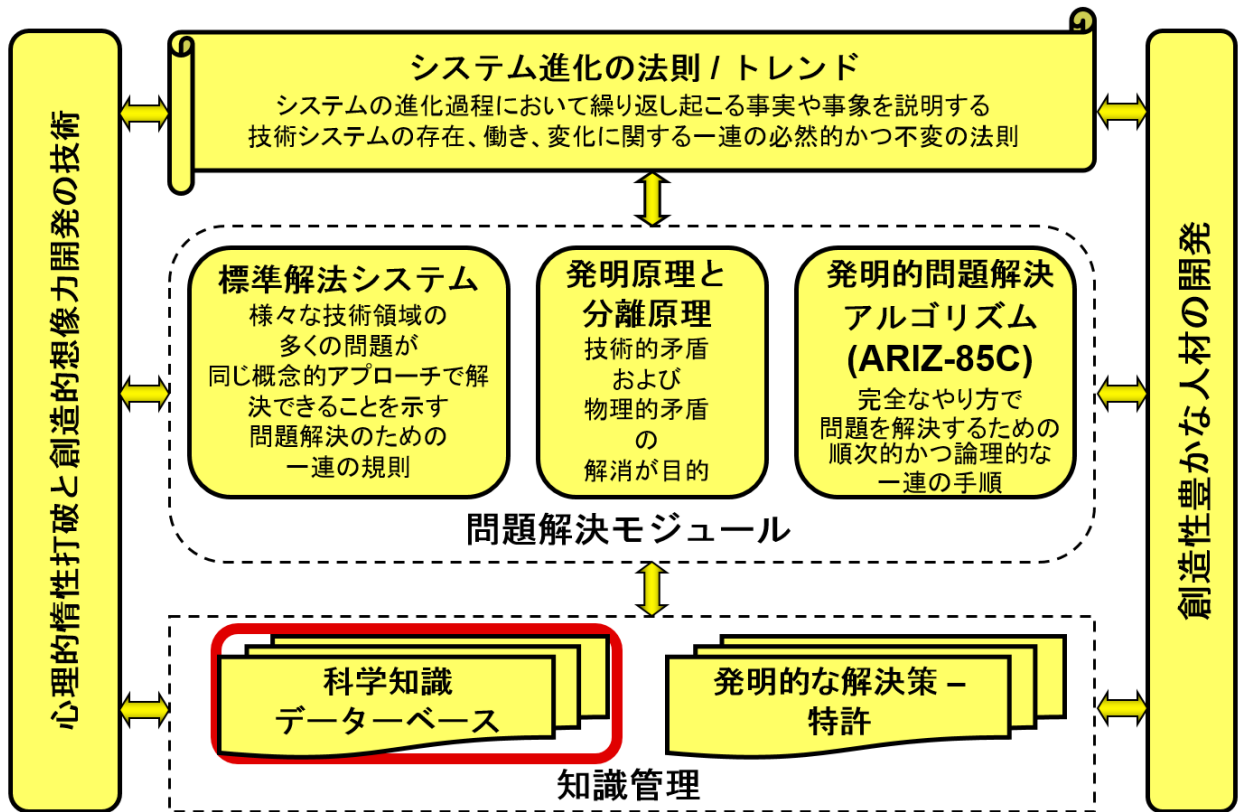 心理的惰性打破と創造的想像力開発の技術
システム進化の法則 / トレンド
システムの進化過程において繰り返し起こる事実や事象を説明する
技術システムの存在、働き、変化に関する一連の必然的かつ不変の法則
標準解法システム
様々な技術領域の
多くの問題が
同じ概念的アプローチで解
決できることを示す
問題解決のための
一連の規則
発明原理と
分離原理
技術的矛盾
および
物理的矛盾
の
解消が目的
発明的問題解決
アルゴリズム
(ARIZ-85C)
完全なやり方で
問題を解決するための
順次的かつ論理的な
一連の手順
問題解決モジュール
科学知識
データーベース
発明的な解決策 –
特許
知識管理
創造性豊かな人材の開発